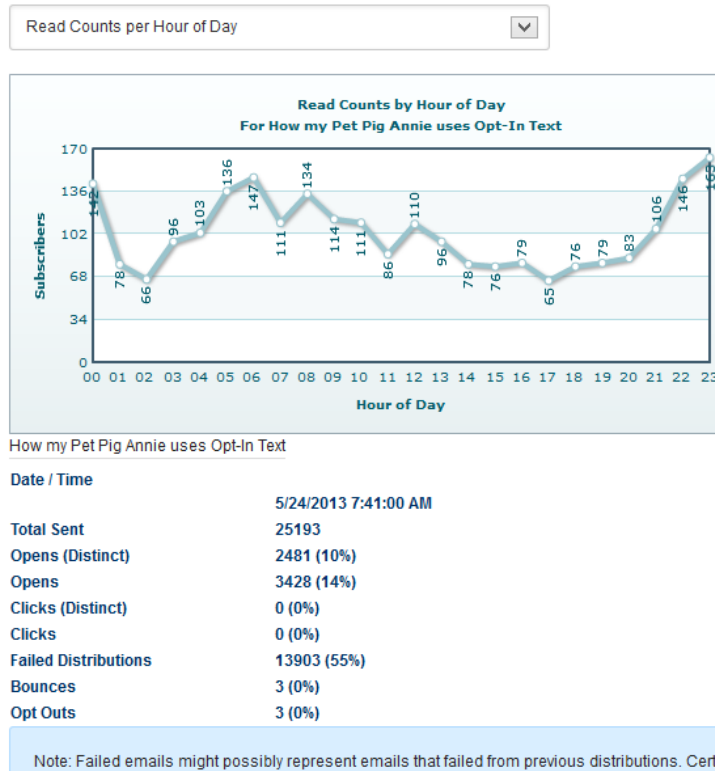 Read Counts per Hour of Day
Read Counts by Hour of Day
For How my Pet Pig Annie uses Opt-In Text
Subscribers
170
136
102
68
34
0
142
78
66
96
103
136
147
111
134
114
111
86
110
96
78
76
79
65
76
79
83
106
146
163
00 01 02 03 04 05 06 07 08 09 10 11 12 13 14 15 16 17 18 19 20 21 22 23
Hour of Day
How my Pet Pig Annie uses Opt-In Text
Date / Time
5/24/2013 7:41:00 AM
Total Sent 25193
Opens (Distinct) 2481 (10%)
Opens 3428 (14%)
Clicks (Distinct) 0 (0%)
Clicks 0 (0%)
Failed Distributions 13903 (55%)
Bounces 3 (0%)
Opt Outs 3 (0%)
Note: Failed emails might possibly represent emails that failed from previous distributions. Cert